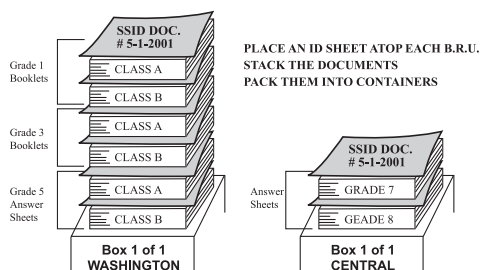 SSID DOC.
# 5-1-2001
Grade 1
Booklets
CLASS A
CLASS B
Grade 3
Booklets
CLASS A
CLASS B
Grade 5
Answer
Sheets
CLASS A
CLASS B
Box 1 of 1
WASHINGTON
PLACE AN ID SHEET ATOP EACH B.R.U.
STACK THE DOCUMENTS
PACK THEM INTO CONTAINERS
SSID DOC.
# 5-1-2001
Answer
Sheets
GRADE 7
GEADE 8
Box 1 of 1
CENTRAL